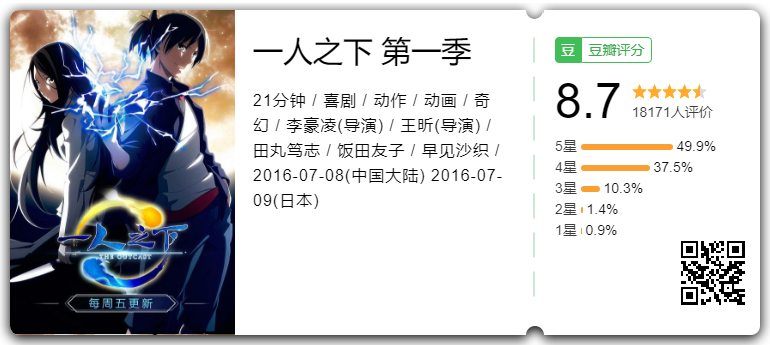 一人之下 第一季
21分钟 / 喜剧 / 动作 / 动画 / 奇
幻 / 李豪凌(导演) / 王昕(导演) /
田丸笃志 / 饭田友子 / 早见沙织 /
2016-07-08(中国大陆) 2016-07-
09(日本)
一人之下
THE OUTCAST
每周五更新
豆 豆瓣评分
8.7
18171人评价
5星 49.9%
4星 37.5%
3星 10.3%
2星 1.4%
1星 0.9%